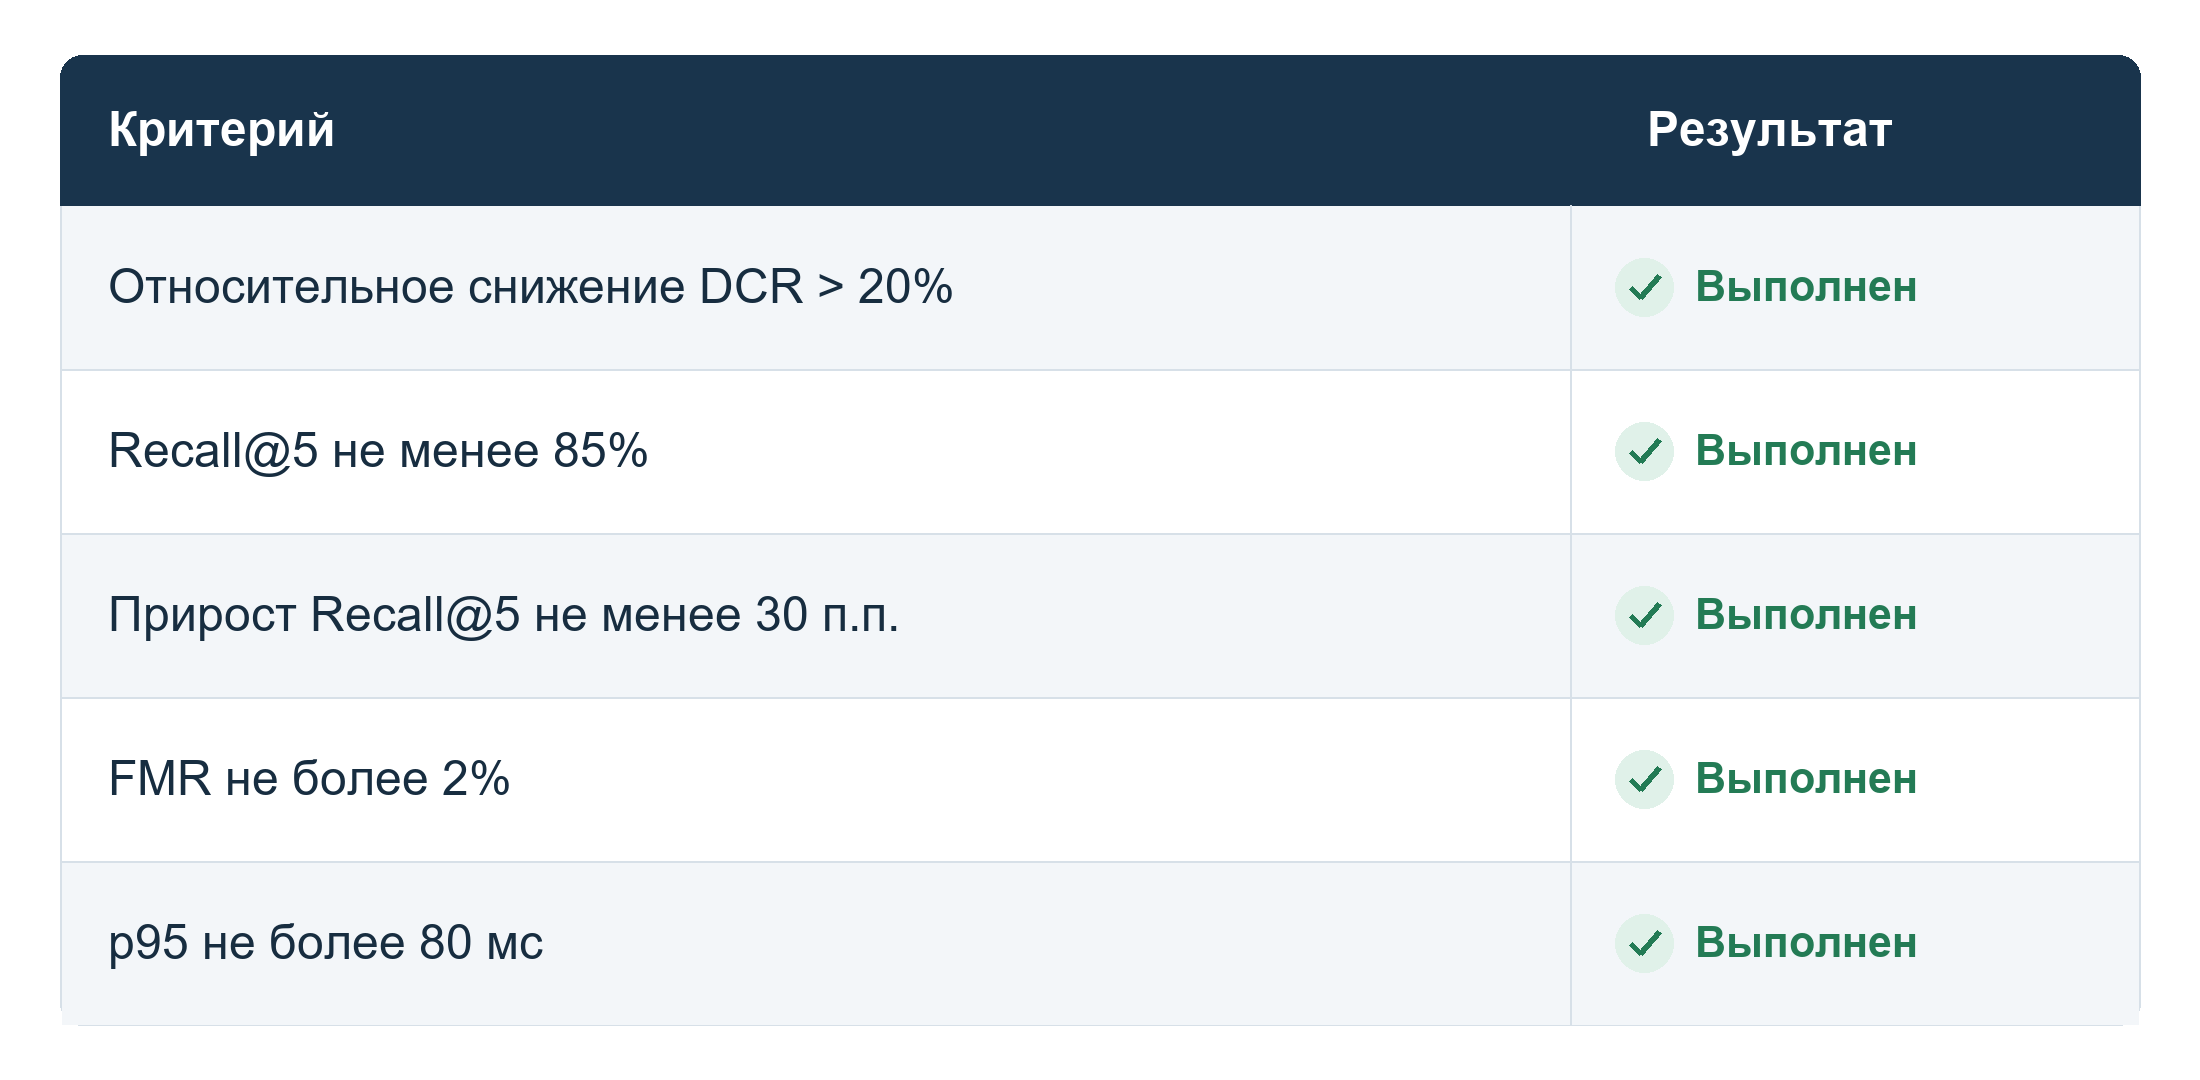 Критерий Результат
Относительное снижение DCR > 20% Выполнен
Recall@5 не менее 85% Выполнен
Прирост Recall@5 не менее 30 п.п. Выполнен
FMR не более 2% Выполнен
p95 не более 80 мс Выполнен